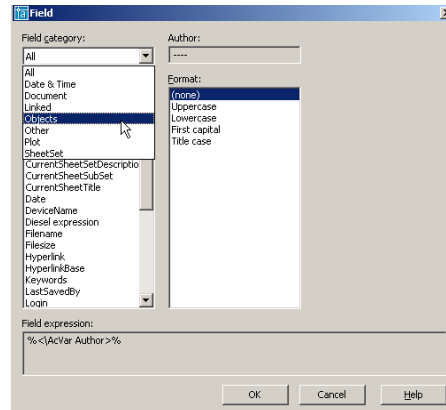 Field
Field category:
Author:
All
----
All
Date & Time
Document
Linked
Objects
Other
Plot
SheetSet
CurrentSheetSetDescriptio
CurrentSheetSubSet
CurrentSheetTitle
Date
DeviceName
Diesel expression
Filename
Filesize
Hyperlink
HyperlinkBase
Keywords
LastSavedBy
Login
Format:
(none)
Uppercase
Lowercase
First capital
Title case
Field expression:
%<\AcVar Author>%
OK
Cancel
Help